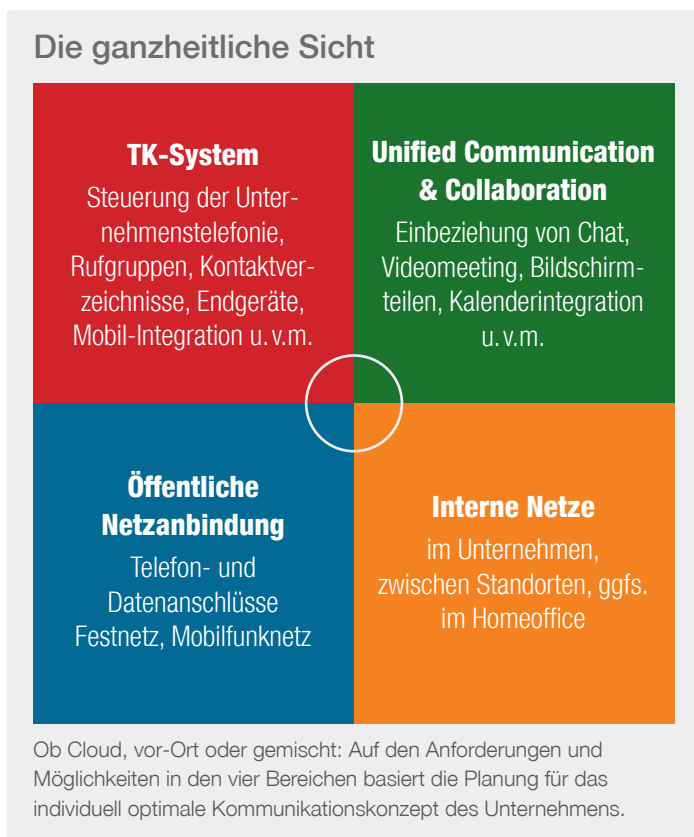 Die ganzheitliche Sicht
TK-System
Steuerung der Unter-
nehmenstelefonie,
Rufgruppen, Kontaktver-
zeichnisse, Endgeräte,
Mobil-Integration u.v.m.
Unified Communication
& Collaboration
Einbeziehung von Chat,
Videomeeting, Bildschirm-
teilen, Kalenderintegration
u.v.m.
Öffentliche
Netzanbindung
Telefon- und
Datenanschlüsse
Festnetz, Mobilfunknetz
Interne Netze
im Unternehmen,
zwischen Standorten, ggfs.
im Homeoffice
Ob Cloud, vor-Ort oder gemischt: Auf den Anforderungen und
Möglichkeiten in den vier Bereichen basiert die Planung für das
individuell optimale Kommunikationskonzept des Unternehmens.